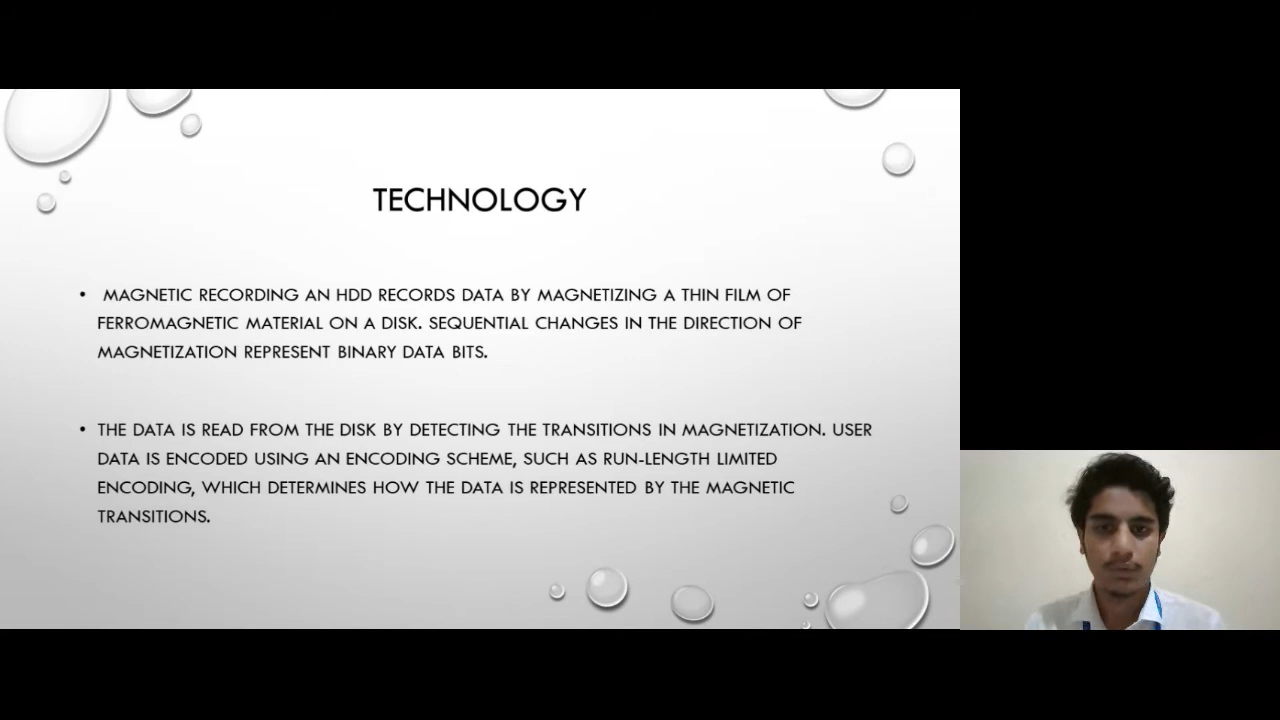 TECHNOLOGY
• MAGNETIC RECORDING AN HDD RECORDS DATA BY MAGNETIZING A THIN FILM OF
FERROMAGNETIC MATERIAL ON A DISK. SEQUENTIAL CHANGES IN THE DIRECTION OF
MAGNETIZATION REPRESENT BINARY DATA BITS.
• THE DATA IS READ FROM THE DISK BY DETECTING THE TRANSITIONS IN MAGNETIZATION. USER
DATA IS ENCODED USING AN ENCODING SCHEME, SUCH AS RUN-LENGTH LIMITED
ENCODING, WHICH DETERMINES HOW THE DATA IS REPRESENTED BY THE MAGNETIC
TRANSITIONS.